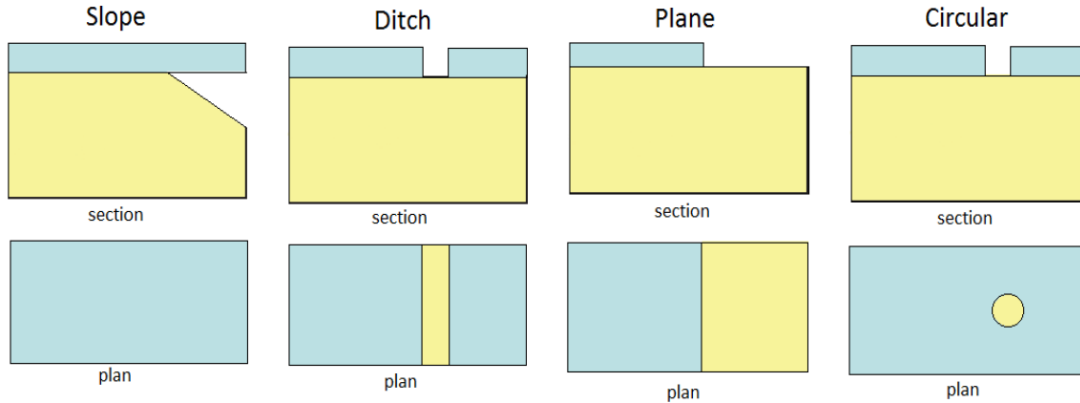 Slope
Ditch
Plane
Circular
section
section
section
section
plan
plan
plan
plan